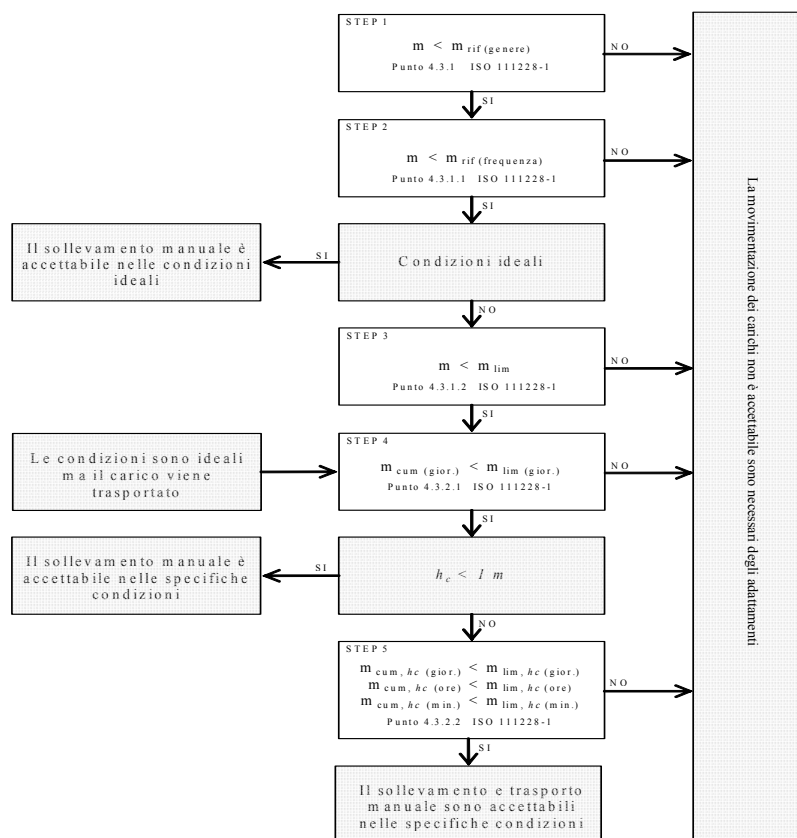 STEP 1
m < m rif (genere)
Punto 4.3.1 ISO 111228-1
NO
SI
STEP 2
m < m rif (frequenza)
Punto 4.3.1.1 ISO 111228-1
NO
SI
Il sollevamento manuale è
accettabile nelle condizioni
ideali
SI
Condizioni ideali
NO
STEP 3
m < m lim
Punto 4.3.1.2 ISO 111228-1
NO
SI
Le condizioni sono ideali
ma il carico viene
trasportato
STEP 4
m cum (gior.) < m lim (gior.)
Punto 4.3.2.1 ISO 111228-1
NO
SI
Il sollevamento manuale è
accettabile nelle specifiche
condizioni
SI
hc < 1 m
NO
STEP 5
m cum, hc (gior.) < m lim, hc (gior.)
m cum, hc (ore) < m lim, hc (ore)
m cum, hc (min.) < m lim, hc (min.)
Punto 4.3.2.2 ISO 111228-1
NO
SI
Il sollevamento e trasporto
manuale sono accettabili
nelle specifiche condizioni
La movimentazione dei carichi non è accettabile sono necessari degli adattamenti